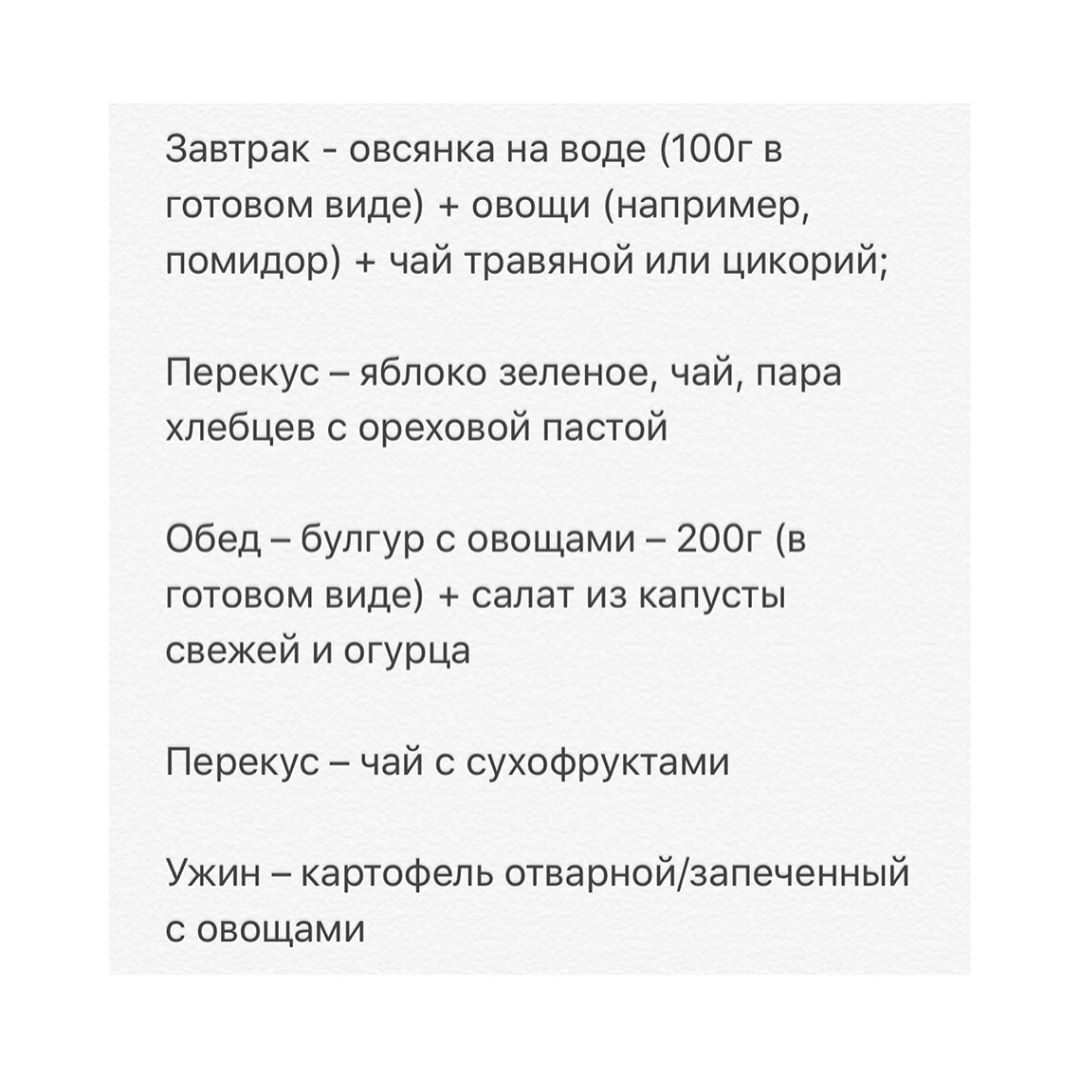 Завтрак - овсянка на воде (100г в
готовом виде) + овощи (например,
помидор) + чай травяной или цикорий;
Перекус – яблоко зеленое, чай, пара
хлебцев с ореховой пастой
Обед – булгур с овощами – 200г (в
готовом виде) + салат из капусты
свежей и огурца
Перекус – чай с сухофруктами
Ужин – картофель отварной/запеченный
с овощами